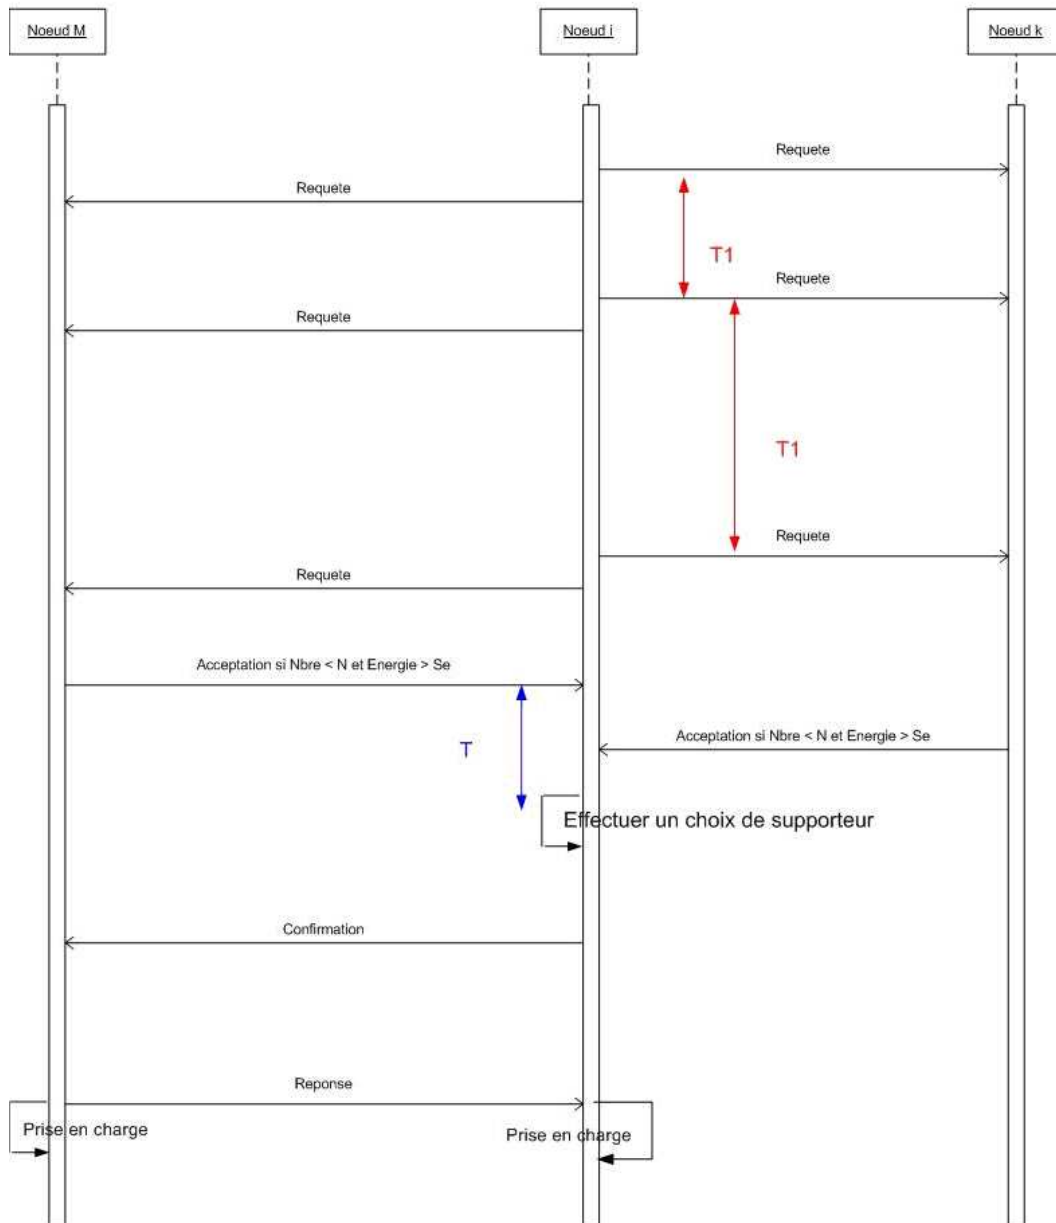 Noeud M
Noeud i
Noeud k
Requete
Requete
T1
Requete
Requete
T1
Requete
Requete
Acceptation si Nbre < N et Energie > Se
Acceptation si Nbre < N et Energie > Se
T
Effectuer un choix de supporteur
Confirmation
Reponse
Prise en charge
Prise en charge